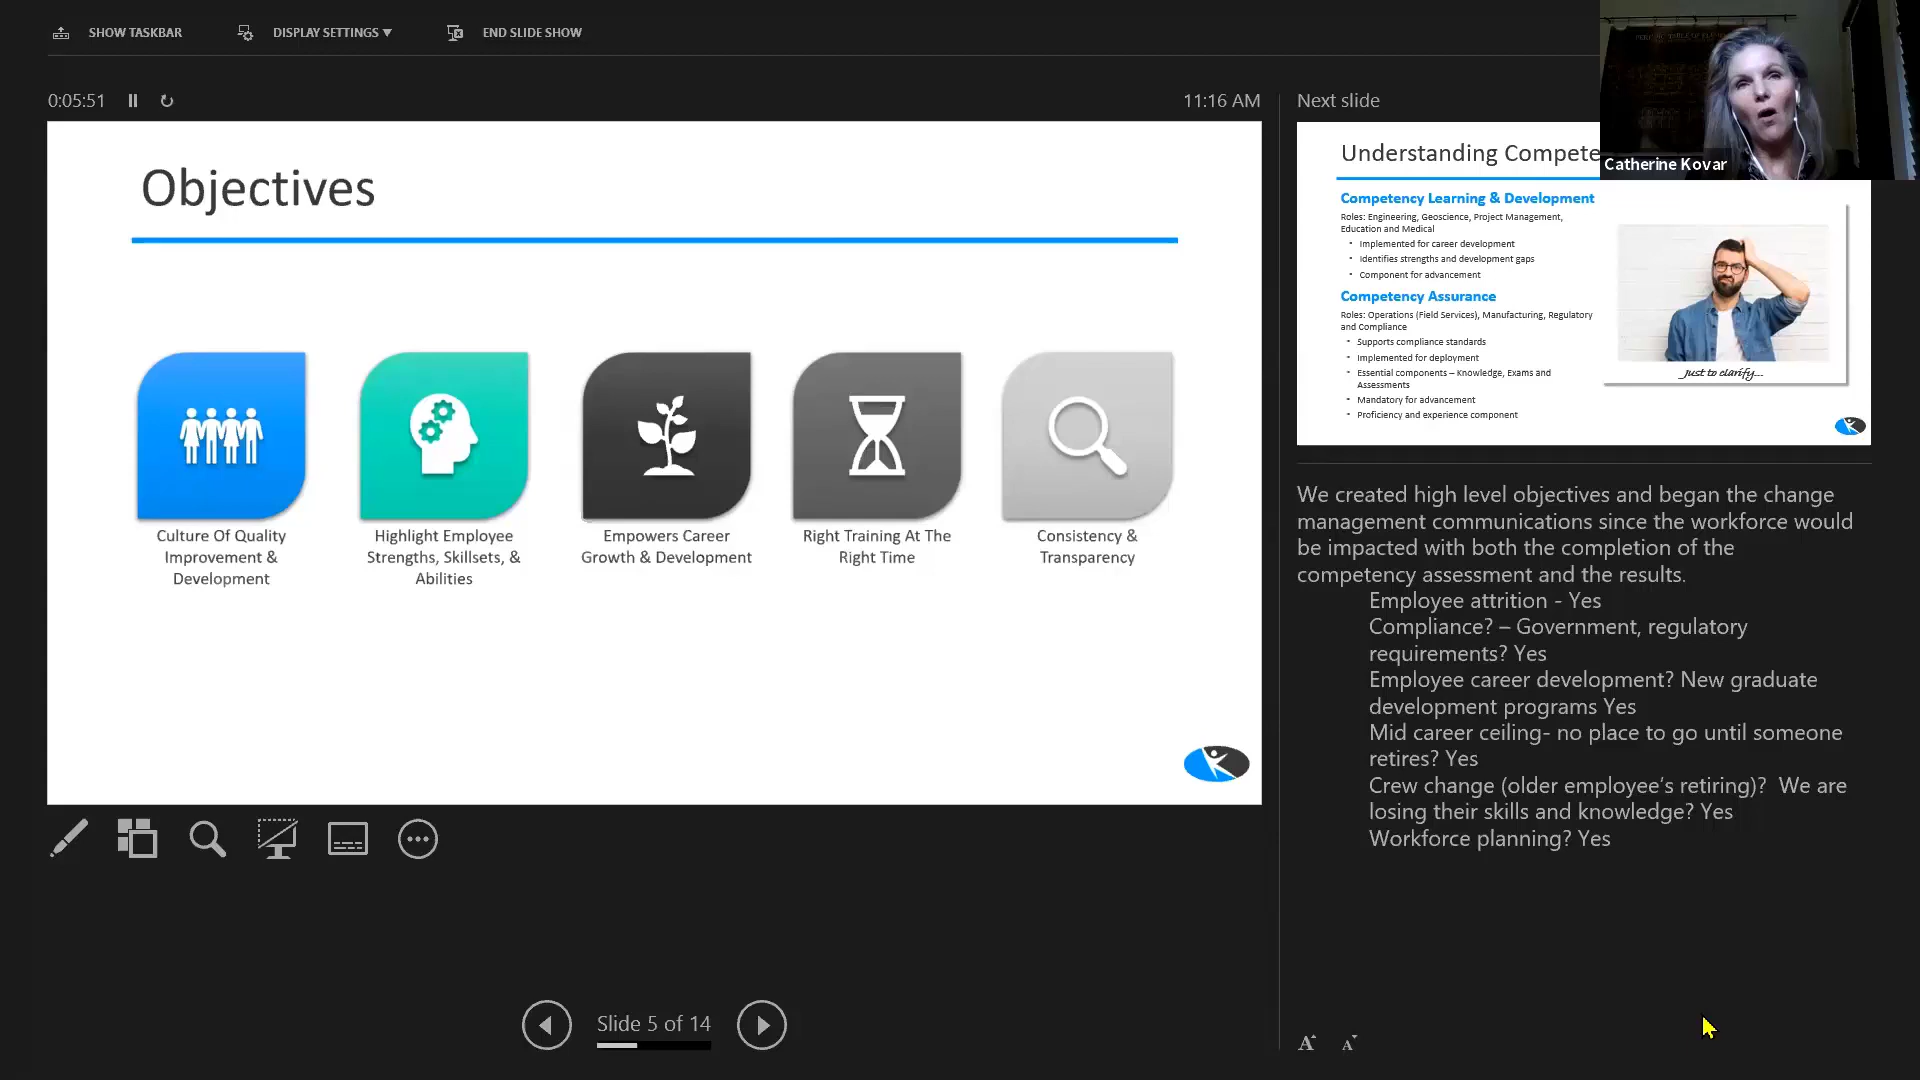 SHOW TASKBAR
DISPLAY SETTINGS ▼
END SLIDE SHOW
0:05:51
11:16 AM
Next slide
Objectives
Culture Of Quality
Improvement &
Development
Highlight Employee
Strengths, Skillsets, &
Abilities
Empowers Career
Growth & Development
Right Training At The
Right Time
Consistency &
Transparency
Understanding Compete
Catherine Kovar
Competency Learning & Development
Roles: Engineering, Geoscience, Project Management,
Education and Medical
• Implemented for career development
• Identifies strengths and development gaps
• Component for advancement
Competency Assurance
Roles: Operations (Field Services), Manufacturing, Regulatory
and Compliance
• Supports compliance standards
• Implemented for deployment
• Essential components – Knowledge, Exams and
Assessments
• Mandatory for advancement
• Proficiency and experience component
Just to clarify...
We created high level objectives and began the change
management communications since the workforce would
be impacted with both the completion of the
competency assessment and the results.
Employee attrition - Yes
Compliance? – Government, regulatory
requirements? Yes
Employee career development? New graduate
development programs Yes
Mid career ceiling- no place to go until someone
retires? Yes
Crew change (older employee’s retiring)?  We are
losing their skills and knowledge? Yes
Workforce planning? Yes
Slide 5 of 14
A A